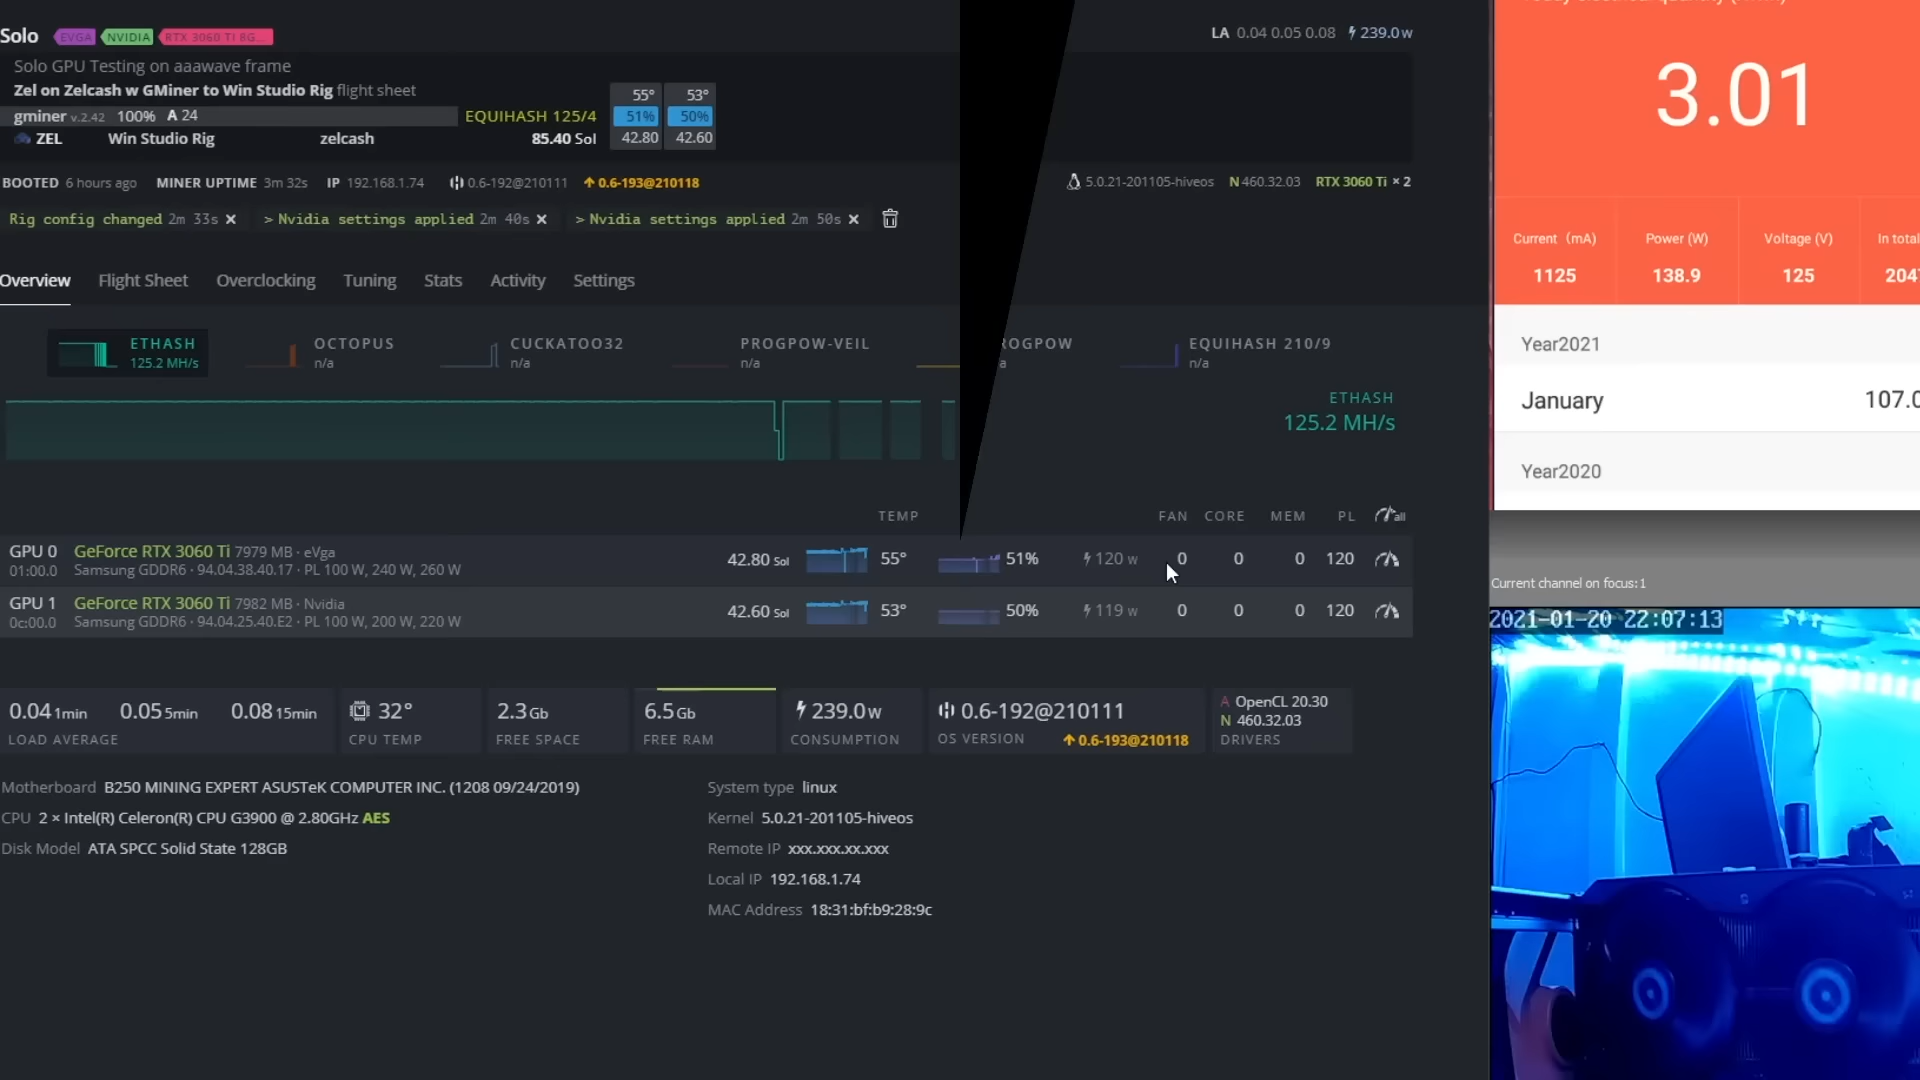 Solo EVGA NVIDIA RTX 3060 TI 8G...
LA 0.04 0.05 0.08 239.0 w
Solo GPU Testing on aaawave frame
Zel on Zelcash w GMiner to Win Studio Rig flight sheet
gminer v.2.42 100% A 24 EQUIHASH 125/4
ZEL Win Studio Rig zelcash 85.40 Sol
55° 53°
51% 50%
42.80 42.60
BOOTED 6 hours ago MINER UPTIME 3m 32s IP 192.168.1.74 0.6-192@210111 0.6-193@210118
5.0.21-201105-hiveos N 460.32.03 RTX 3060 Ti × 2
Rig config changed 2m 33s × > Nvidia settings applied 2m 40s × > Nvidia settings applied 2m 50s ×
Overview Flight Sheet Overclocking Tuning Stats Activity Settings
ETHASH
125.2 MH/s
OCTOPUS
n/a
CUCKATOO32
n/a
PROGPOW-VEIL
n/a
ROGPOW
a
EQUIHASH 210/9
n/a
ETHASH
125.2 MH/s
TEMP FAN CORE MEM PL all
GPU 0 GeForce RTX 3060 Ti 7979 MB · eVga 42.80 Sol 55° 51% 120 w 0 0 0 120
01:00.0 Samsung GDDR6 · 94.04.38.40.17 · PL 100 W, 240 W, 260 W
GPU 1 GeForce RTX 3060 Ti 7982 MB · Nvidia 42.60 Sol 53° 50% 119 w 0 0 0 120
0c:00.0 Samsung GDDR6 · 94.04.25.40.E2 · PL 100 W, 200 W, 220 W
0.04 1min 0.05 5min 0.08 15min
LOAD AVERAGE
32°
CPU TEMP
2.3 Gb
FREE SPACE
6.5 Gb
FREE RAM
239.0 W
CONSUMPTION
0.6-192@210111
OS VERSION 0.6-193@210118
A OpenCL 20.30
N 460.32.03
DRIVERS
Motherboard B250 MINING EXPERT ASUSTeK COMPUTER INC. (1208 09/24/2019)
CPU 2 × Intel(R) Celeron(R) CPU G3900 @ 2.80GHz AES
Disk Model ATA SPCC Solid State 128GB
System type linux
Kernel 5.0.21-201105-hiveos
Remote IP xxx.xxx.xx.xxx
Local IP 192.168.1.74
MAC Address 18:31:bf:b9:28:9c
3.01
Current (mA) Power (W) Voltage (V) In total
1125 138.9 125 204
Year2021
January 107.0
Year2020
Current channel on focus:1
2021-01-20 22:07:13